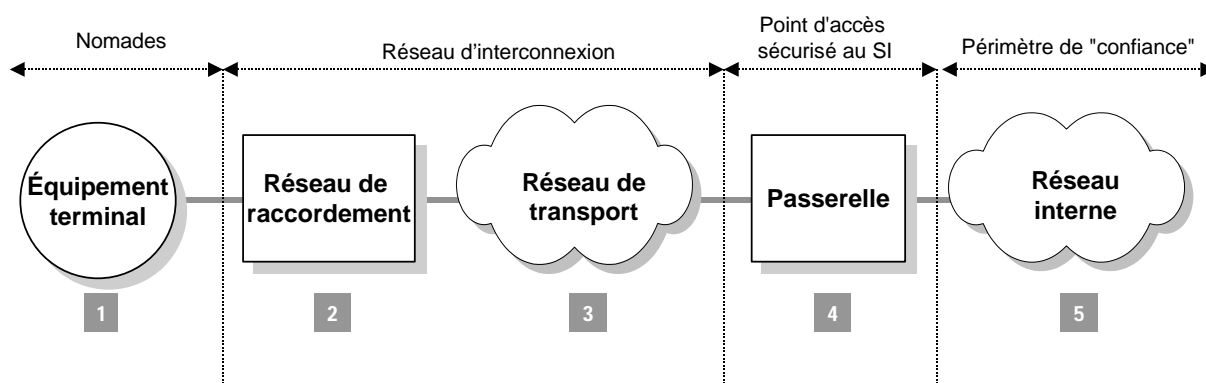 Nomades
Réseau d’interconnexion
Point d'accès
sécurisé au SI
Périmètre de "confiance"
Équipement
terminal
Réseau de
raccordement
Réseau de
transport
Passerelle
Réseau
interne
1
2
3
4
5